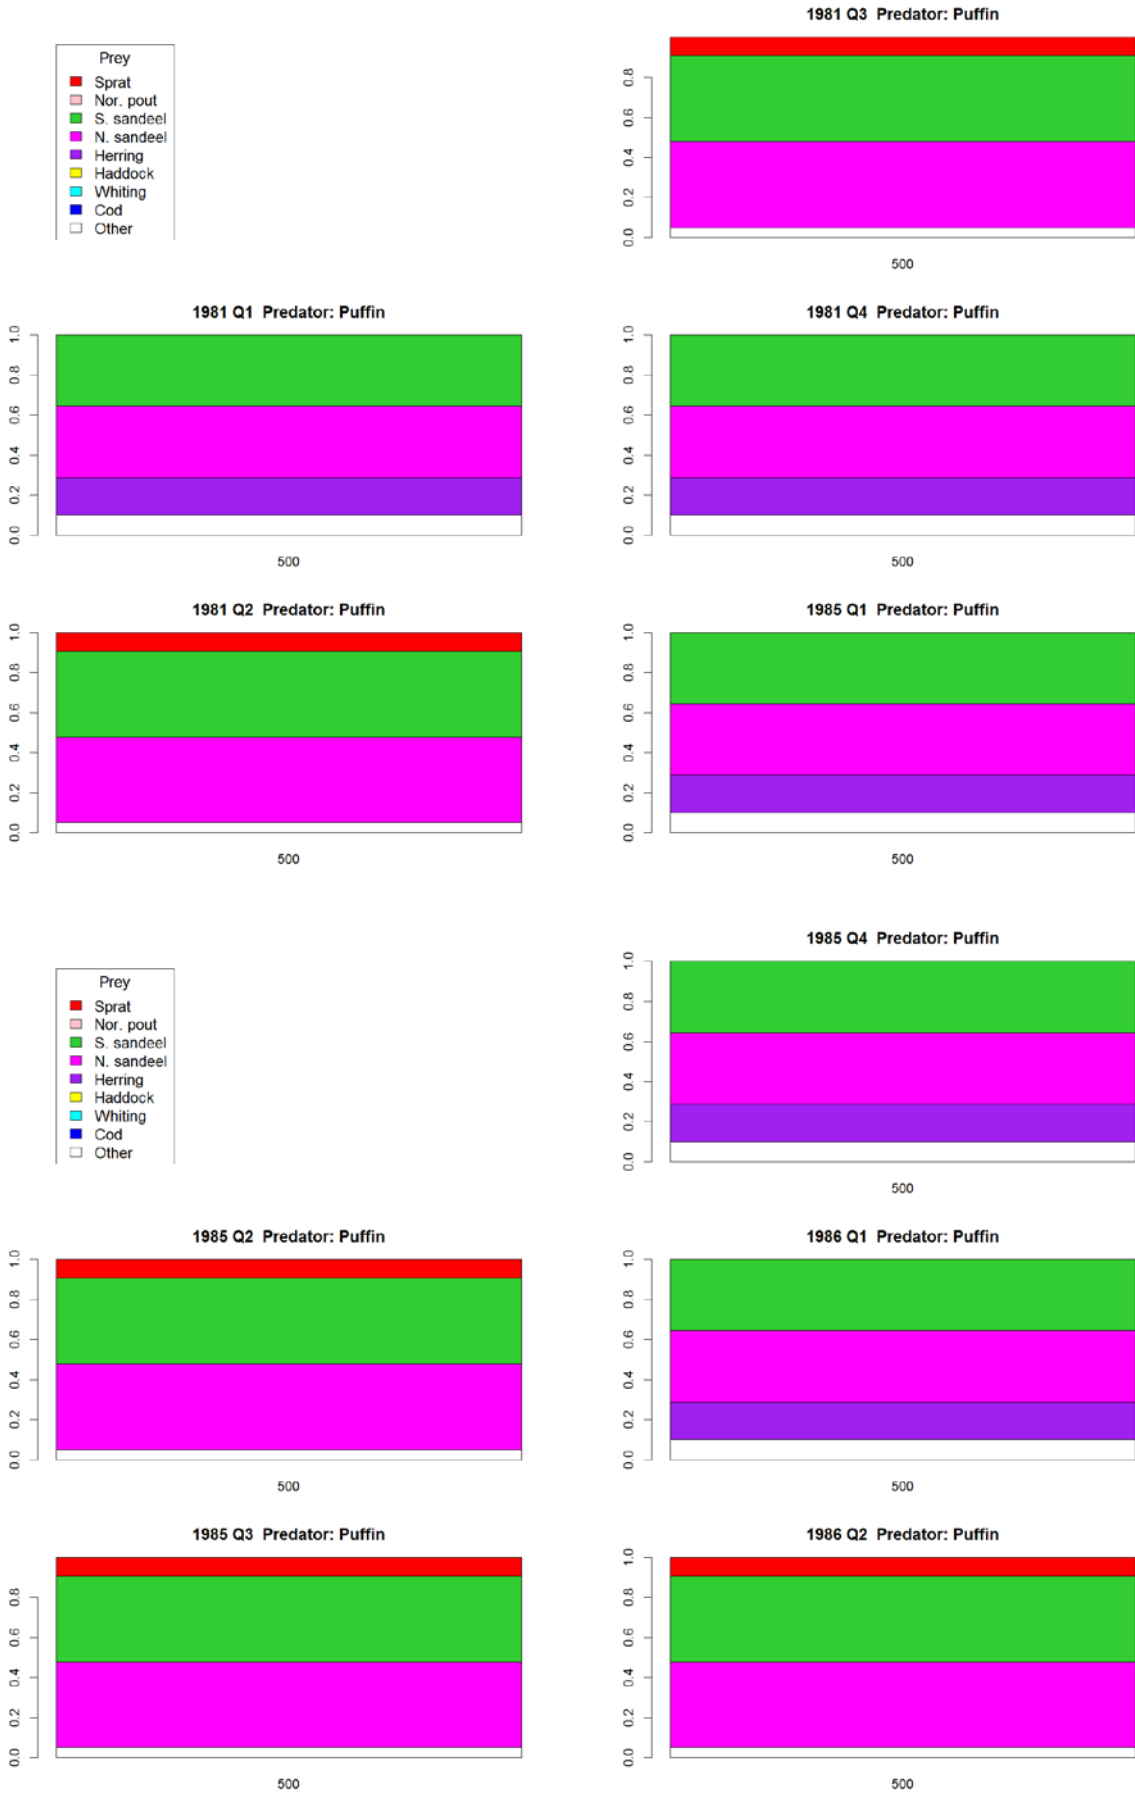 Prey
Sprat
Nor. pout
S. sandeel
N. sandeel
Herring
Haddock
Whiting
Cod
Other
1981 Q3 Predator: Puffin
0.8
0.6
0.4
0.2
0.0
500
1981 Q1 Predator: Puffin
1.0
0.8
0.6
0.4
0.2
0.0
500
1981 Q4 Predator: Puffin
1.0
0.8
0.6
0.4
0.2
0.0
500
1981 Q2 Predator: Puffin
1.0
0.8
0.6
0.4
0.2
0.0
500
1985 Q1 Predator: Puffin
1.0
0.8
0.6
0.4
0.2
0.0
500
Prey
Sprat
Nor. pout
S. sandeel
N. sandeel
Herring
Haddock
Whiting
Cod
Other
1985 Q4 Predator: Puffin
1.0
0.8
0.6
0.4
0.2
0.0
500
1985 Q2 Predator: Puffin
1.0
0.8
0.6
0.4
0.2
0.0
500
1986 Q1 Predator: Puffin
1.0
0.8
0.6
0.4
0.2
0.0
500
1985 Q3 Predator: Puffin
0.8
0.6
0.4
0.2
0.0
500
1986 Q2 Predator: Puffin
1.0
0.8
0.6
0.4
0.2
0.0
500